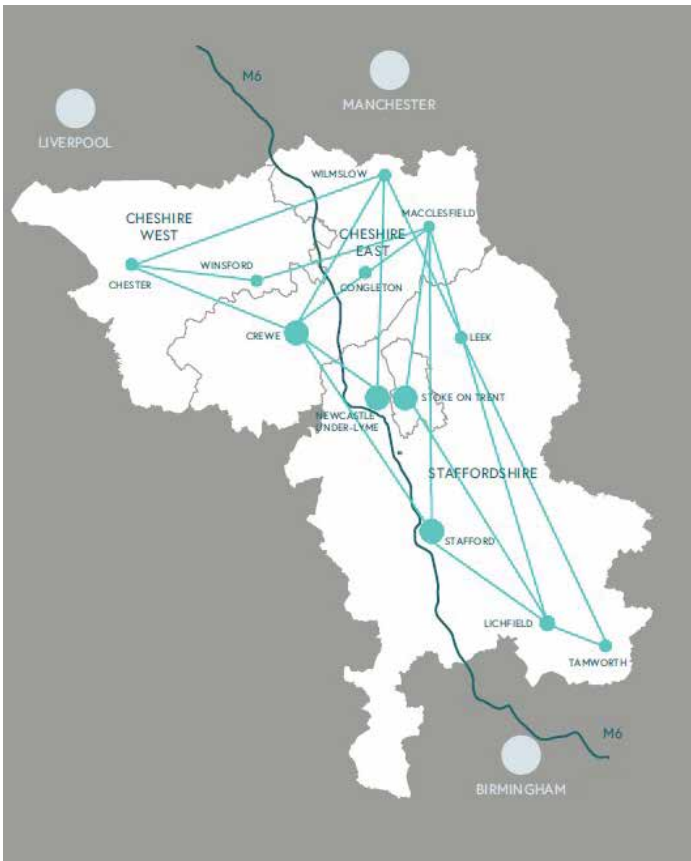 M6
MANCHESTER
LIVERPOOL
WILMSLOW
MACCLESFIELD
CHESHIRE
WEST
CHESHIRE
EAST
WINSFORD
CHESTER
CONGLETON
CREWE
LEEK
STOKE ON TRENT
NEWCASTLE
UNDER-LYME
STAFFORDSHIRE
STAFFORD
LICHFIELD
TAMWORTH
M6
BIRMINGHAM